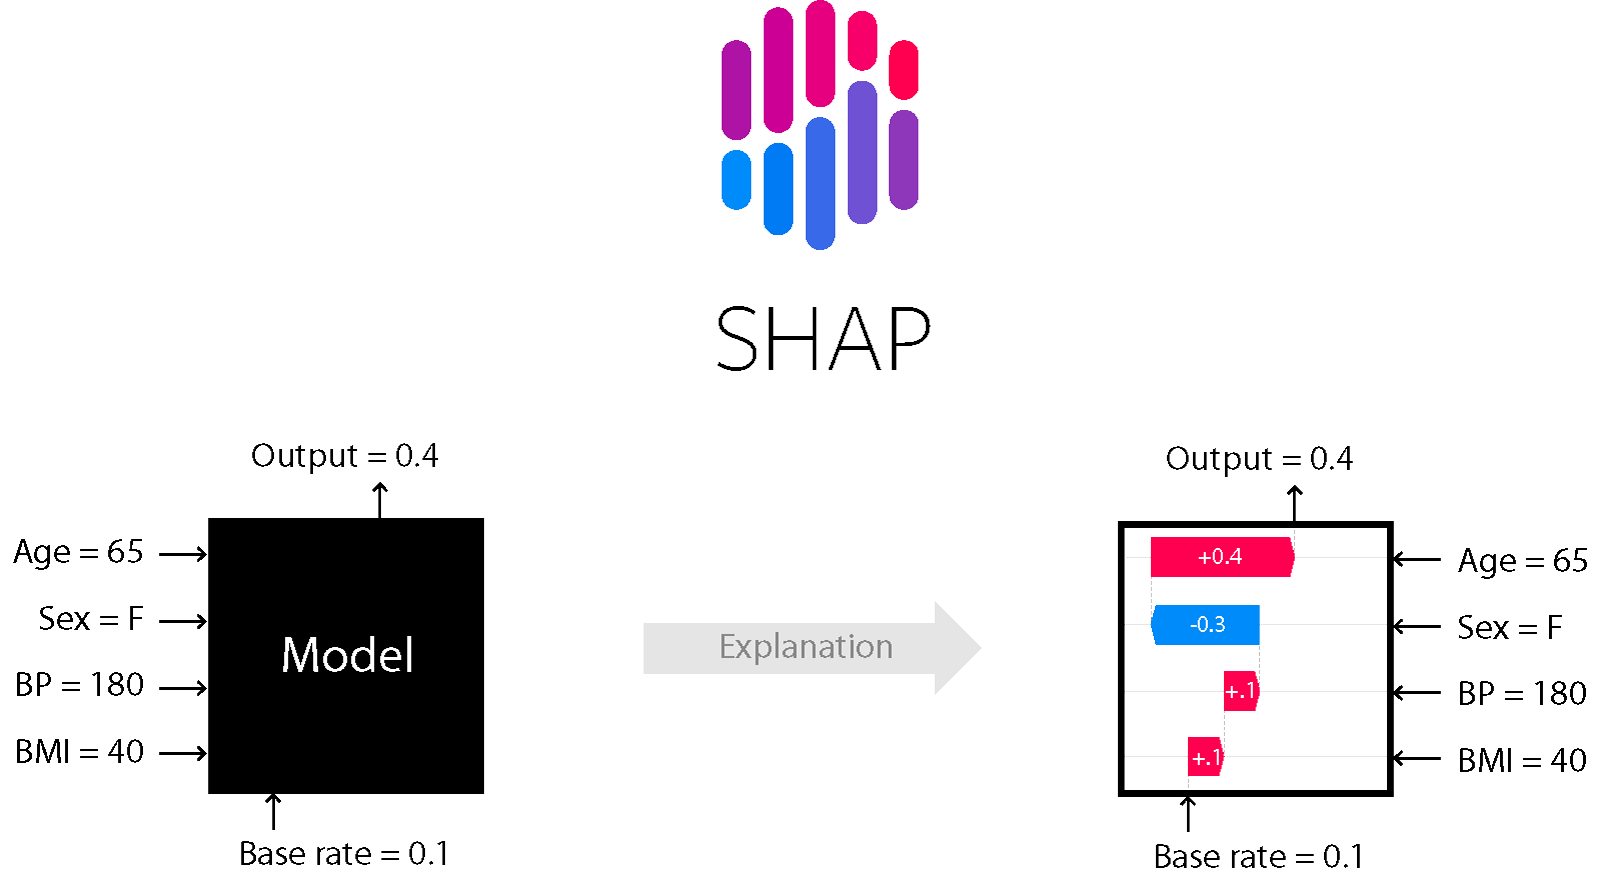 SHAP
Output = 0.4
Age = 65
Sex = F
BP = 180
BMI = 40
Model
Base rate = 0.1
Explanation
Output = 0.4
+0.4
Age = 65
-0.3
Sex = F
+.1
BP = 180
+.1
BMI = 40
Base rate = 0.1